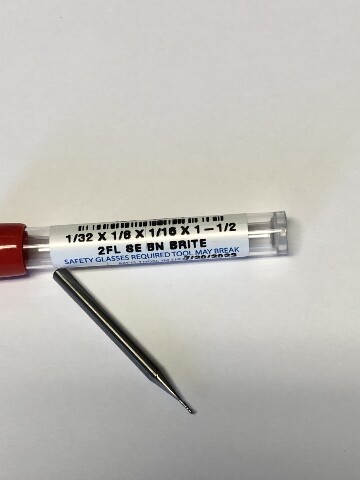 1/32 X 1/8 X 1/16 X 1-1/2
2FL SE BN BRITE
SAFETY GLASSES REQUIRED TOOL MAY BREAK